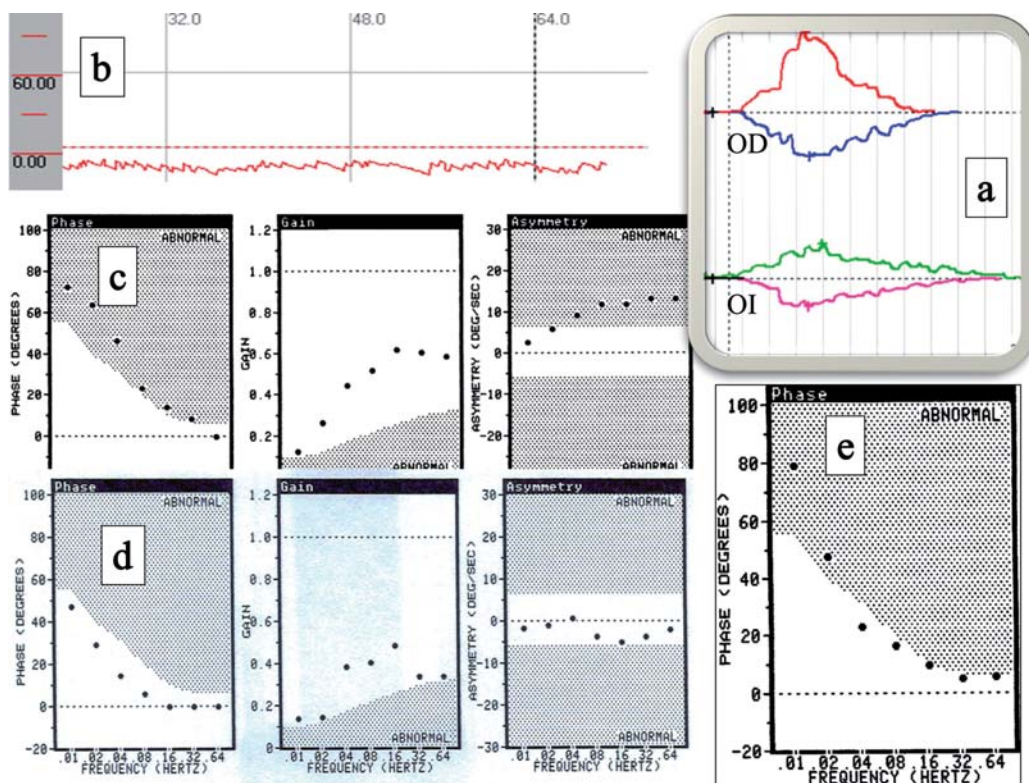 32.0 48.0 64.0
b
60.00
0.00
OD
a
OI
Phase
ABNORMAL
c
100
80
60
40
20
0
PHASE (DEGREES)
Gain
1.2
1.0
0.8
0.6
0.4
0.2
GAIN
ABNORMAL
Asymmetry
ABNORMAL
30
20
10
0
-10
-20
ASYMMETRY (DEG/SEC)
ABNORMAL
Phase
ABNORMAL
d
100
80
60
40
20
0
-20
PHASE (DEGREES)
.01 .02 .04 .08 .16 .32 .64
FREQUENCY (HERTZ)
Gain
1.2
1.0
0.8
0.6
0.4
0.2
0
GAIN
ABNORMAL
.01 .02 .04 .08 .16 .32 .64
FREQUENCY (HERTZ)
Asymmetry
ABNORMAL
30
20
10
0
-10
-20
-30
ASYMMETRY (DEG/SEC)
ABNORMAL
.01 .02 .04 .08 .16 .32 .64
FREQUENCY (HERTZ)
Phase
ABNORMAL
e
100
80
60
40
20
0
-20
PHASE (DEGREES)
.01 .02 .04 .08 .16 .32 .64
FREQUENCY (HERTZ)